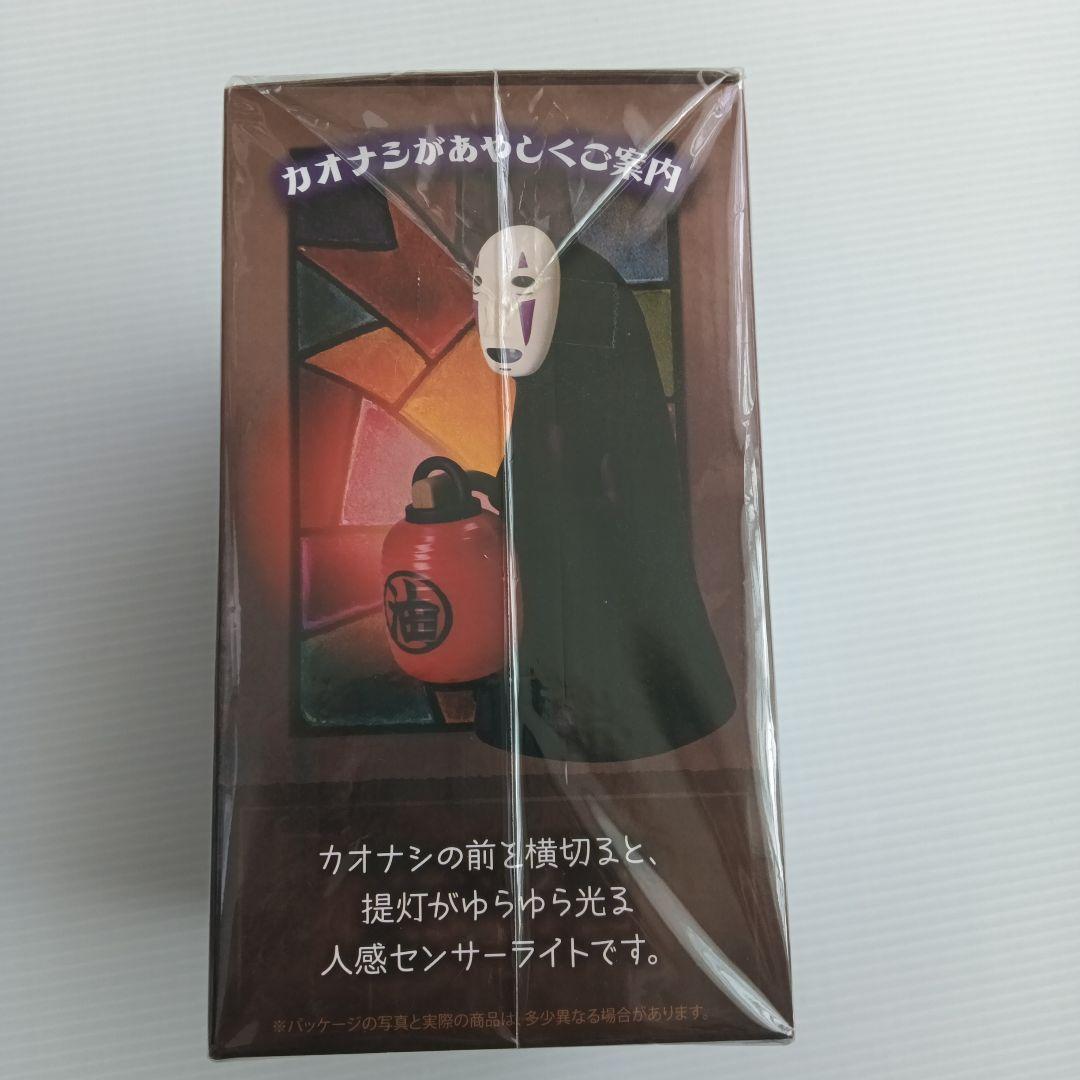 カオナシがあやしくご案内
油
カオナシの前を横切ると、
提灯がゆらゆら光る
人感センサーライトです。
※パッケージの写真と実際の商品は、多少異なる場合があります。